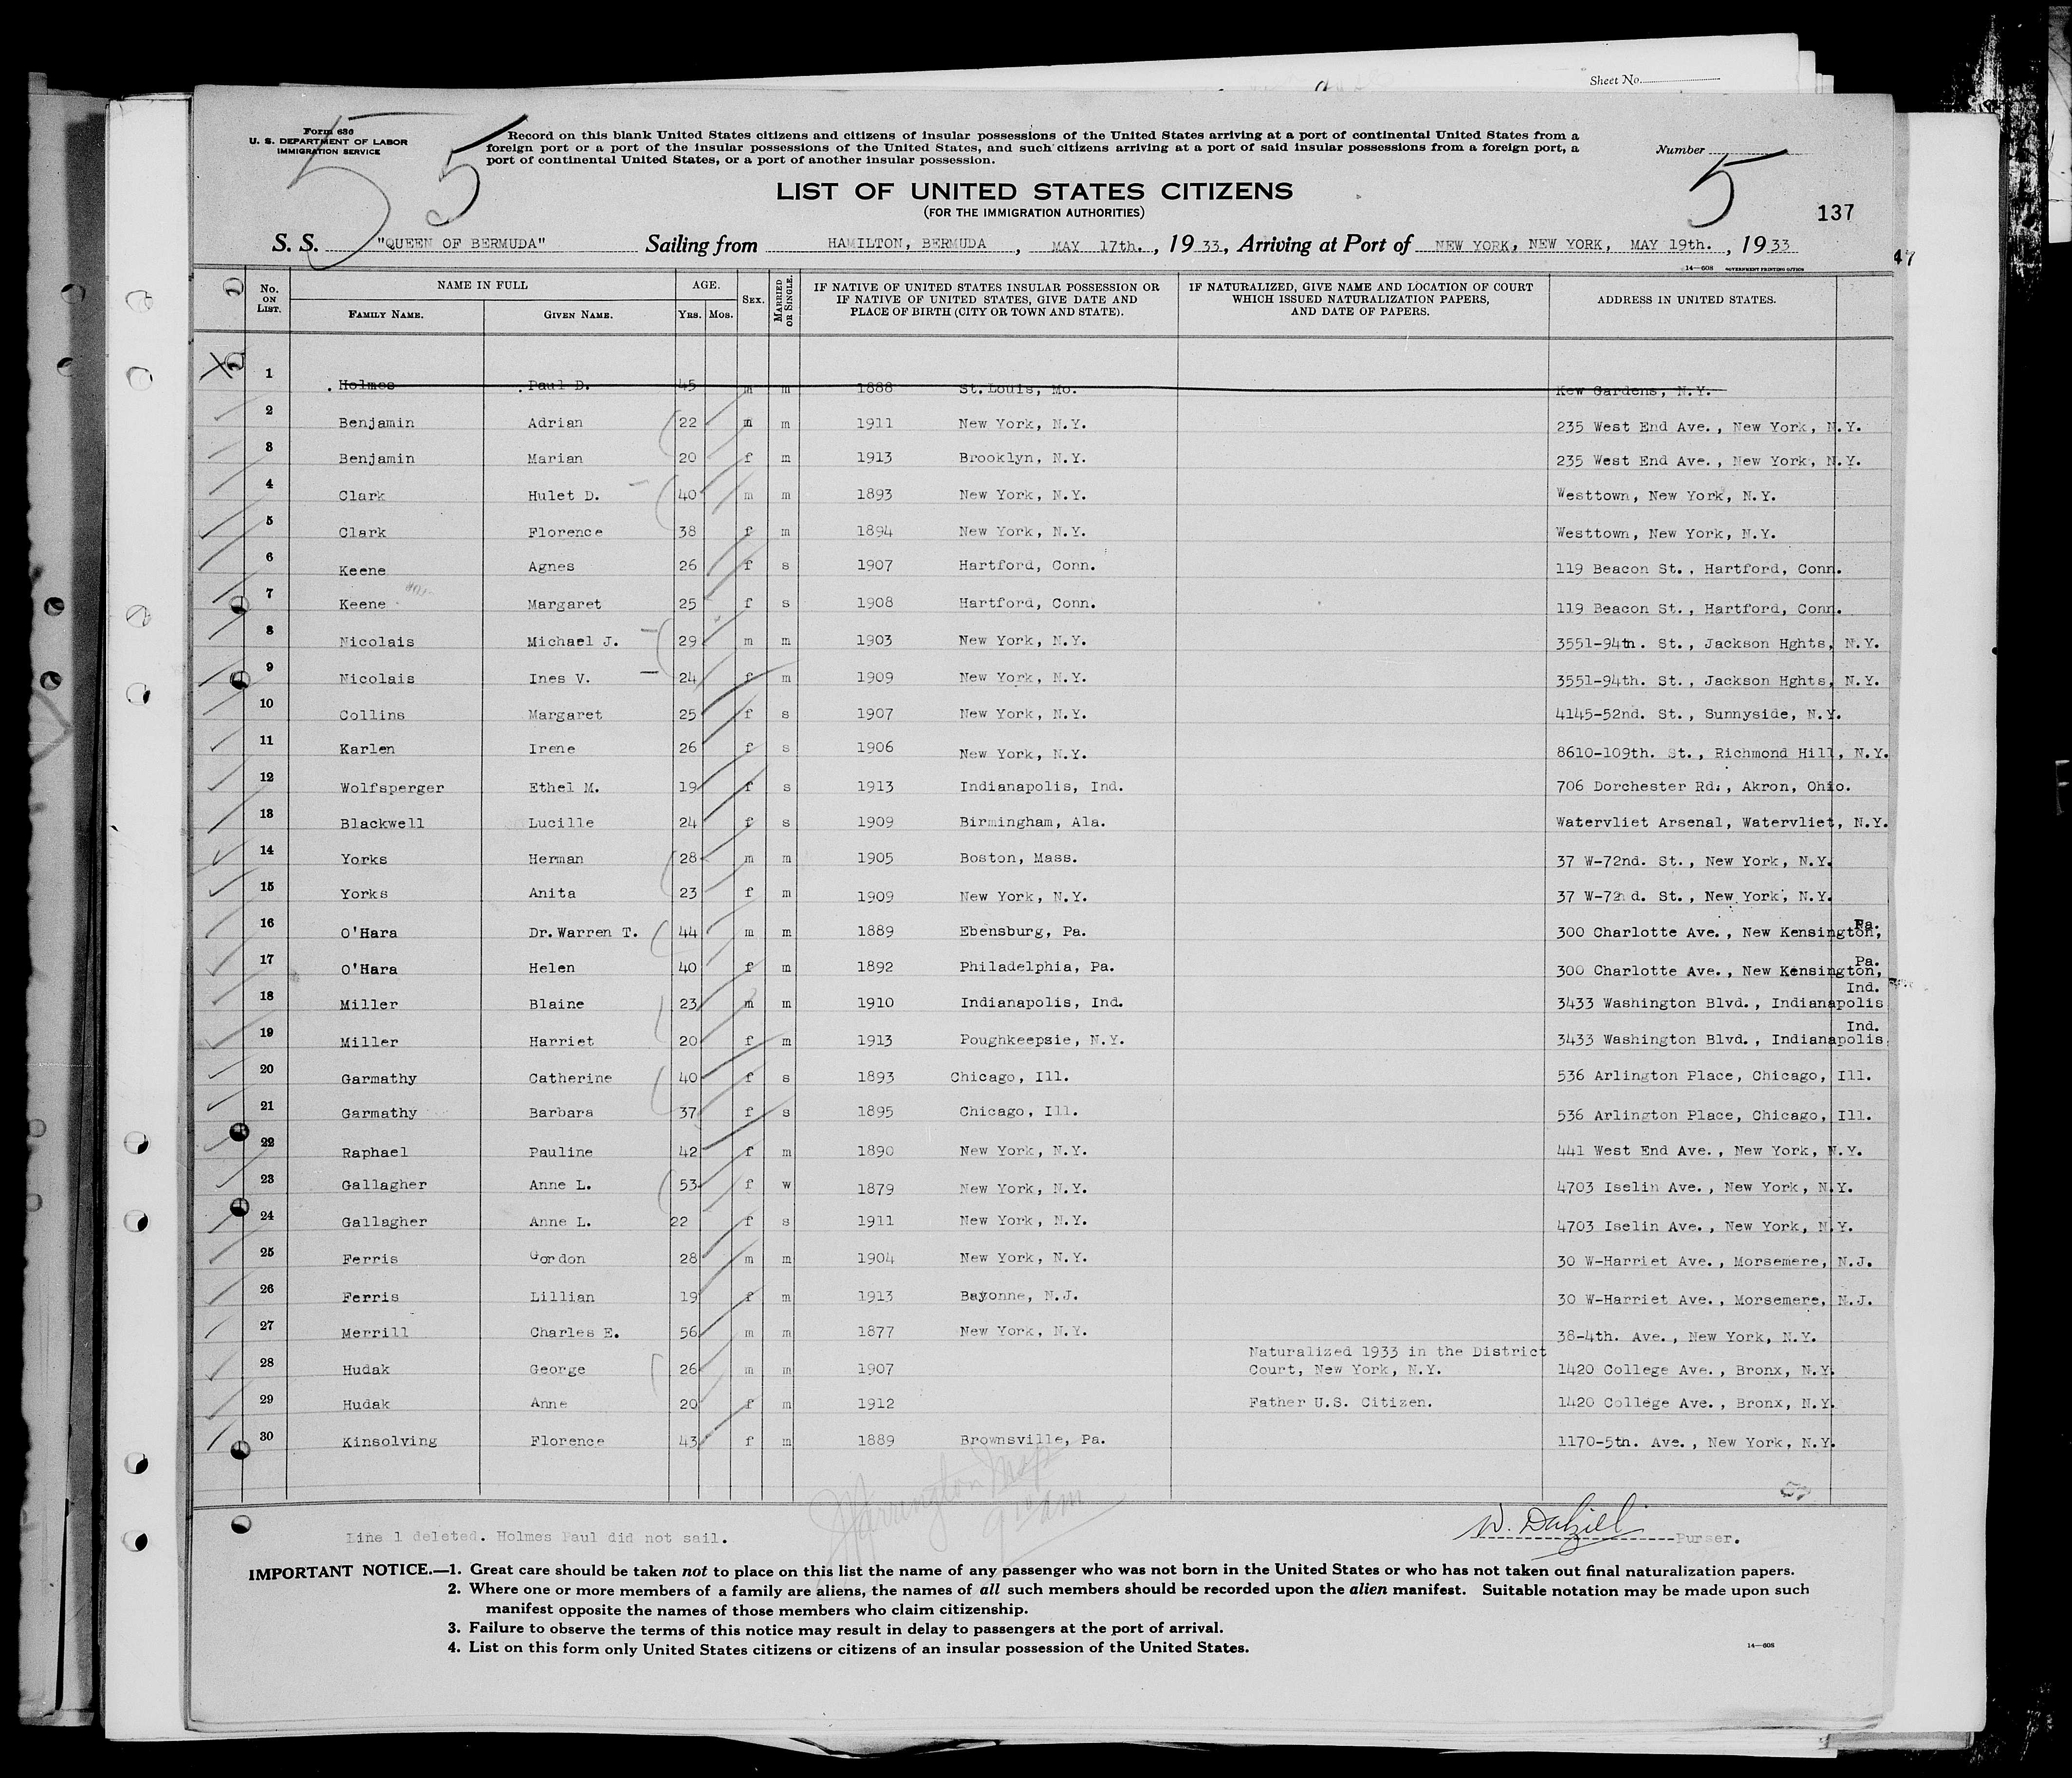 Sheet No.
Form 686
U. S. DEPARTMENT OF LABOR
IMMIGRATION SERVICE
5 5
Record on this blank United States citizens and citizens of insular possessions of the United States arriving at a port of continental United States from a
foreign port or a port of the insular possessions of the United States, and such citizens arriving at a port of said insular possessions from a foreign port, a
port of continental United States, or a port of another insular possession.
Number 5
LIST OF UNITED STATES CITIZENS
(FOR THE IMMIGRATION AUTHORITIES)
137
S. S. "QUEEN OF BERMUDA" Sailing from HAMILTON, BERMUDA, MAY 17th., 1933, Arriving at Port of NEW YORK, NEW YORK, MAY 19th., 1933
14—608 GOVERNMENT PRINTING OFFICE
47
No. ON LIST. NAME IN FULL FAMILY NAME. GIVEN NAME. AGE. YRS. MOS. SEX. MARRIED OR SINGLE. IF NATIVE OF UNITED STATES INSULAR POSSESSION OR IF NATIVE OF UNITED STATES, GIVE DATE AND PLACE OF BIRTH (CITY OR TOWN AND STATE). IF NATURALIZED, GIVE NAME AND LOCATION OF COURT WHICH ISSUED NATURALIZATION PAPERS, AND DATE OF PAPERS. ADDRESS IN UNITED STATES.
1 Holmes Paul D. 45 m m 1888 St. Louis, Mo. Kew Gardens, N.Y.
2 Benjamin Adrian 22 m m 1911 New York, N.Y. 235 West End Ave., New York, N.Y.
3 Benjamin Marian 20 f m 1913 Brooklyn, N.Y. 235 West End Ave., New York, N.Y.
4 Clark Hulet D. 40 m m 1893 New York, N.Y. Westtown, New York, N.Y.
5 Clark Florence 38 f m 1894 New York, N.Y. Westtown, New York, N.Y.
6 Keene Agnes 26 f s 1907 Hartford, Conn. 119 Beacon St., Hartford, Conn.
7 Keene Margaret 25 f s 1908 Hartford, Conn. 119 Beacon St., Hartford, Conn.
8 Nicolais Michael J. 29 m m 1903 New York, N.Y. 3551-94th. St., Jackson Hghts, N.Y.
9 Nicolais Ines V. 24 f m 1909 New York, N.Y. 3551-94th. St., Jackson Hghts, N.Y.
10 Collins Margaret 25 f s 1907 New York, N.Y. 4145-52nd. St., Sunnyside, N.Y.
11 Karlen Irene 26 f s 1906 New York, N.Y. 8610-109th. St., Richmond Hill, N.Y.
12 Wolfsperger Ethel M. 19 f s 1913 Indianapolis, Ind. 706 Dorchester Rd., Akron, Ohio.
13 Blackwell Lucille 24 f s 1909 Birmingham, Ala. Watervliet Arsenal, Watervliet, N.Y.
14 Yorks Herman 28 m m 1905 Boston, Mass. 37 W-72nd. St., New York, N.Y.
15 Yorks Anita 23 f m 1909 New York, N.Y. 37 W-72nd. St., New York, N.Y.
16 O'Hara Dr. Warren T. 44 m m 1889 Ebensburg, Pa. 300 Charlotte Ave., New Kensington, Pa.
17 O'Hara Helen 40 f m 1892 Philadelphia, Pa. 300 Charlotte Ave., New Kensington, Pa.
18 Miller Blaine 23 m m 1910 Indianapolis, Ind. 3433 Washington Blvd., Indianapolis Ind.
19 Miller Harriet 20 f m 1913 Poughkeepsie, N.Y. 3433 Washington Blvd., Indianapolis Ind.
20 Garmathy Catherine 40 f s 1893 Chicago, Ill. 536 Arlington Place, Chicago, Ill.
21 Garmathy Barbara 37 f s 1895 Chicago, Ill. 536 Arlington Place, Chicago, Ill.
22 Raphael Pauline 42 f m 1890 New York, N.Y. 441 West End Ave., New York, N.Y.
23 Gallagher Anne L. 53 f w 1879 New York, N.Y. 4703 Iselin Ave., New York, N.Y.
24 Gallagher Anne L. 22 f s 1911 New York, N.Y. 4703 Iselin Ave., New York, N.Y.
25 Ferris Gordon 28 m m 1904 New York, N.Y. 30 W-Harriet Ave., Morsemere, N.J.
26 Ferris Lillian 19 f m 1913 Bayonne, N.J. 30 W-Harriet Ave., Morsemere, N.J.
27 Merrill Charles E. 56 m m 1877 New York, N.Y. 38-4th. Ave., New York, N.Y.
28 Hudak George 26 m m 1907 Naturalized 1933 in the District Court, New York, N.Y. 1420 College Ave., Bronx, N.Y.
29 Hudak Anne 20 f m 1912 Father U.S. Citizen. 1420 College Ave., Bronx, N.Y.
30 Kinsolving Florence 43 f m 1889 Brownsville, Pa. 1170-5th. Ave., New York, N.Y.
Harrington
9 10 am
Line 1 deleted. Holmes Paul did not sail.
W. Dalziel Purser.
IMPORTANT NOTICE.—1. Great care should be taken not to place on this list the name of any passenger who was not born in the United States or who has not taken out final naturalization papers.
2. Where one or more members of a family are aliens, the names of all such members should be recorded upon the alien manifest. Suitable notation may be made upon such
manifest opposite the names of those members who claim citizenship.
3. Failure to observe the terms of this notice may result in delay to passengers at the port of arrival.
4. List on this form only United States citizens or citizens of an insular possession of the United States.
14—608